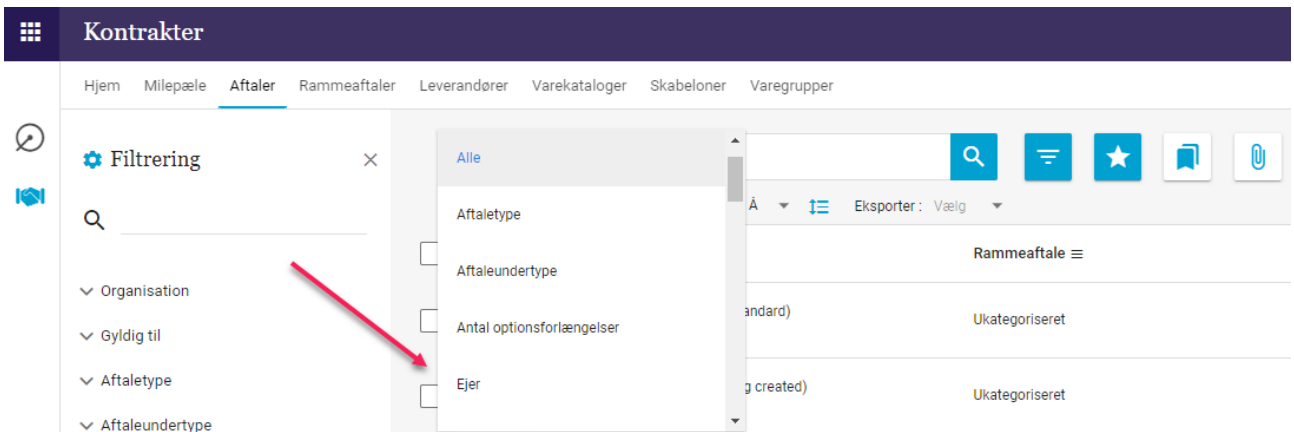 Kontrakter
Hjem Milepæle Aftaler Rammeaftaler Leverandører Varekataloger Skabeloner Varegrupper
Filtrering
Organisation
Gyldig til
Aftaletype
Aftaleundertype
Alle
Aftaletype
Aftaleundertype
Antal optionsforlængelser
Ejer
Å Eksporter : Vælg
Rammeaftale
andard)
Ukategoriseret
g created)
Ukategoriseret